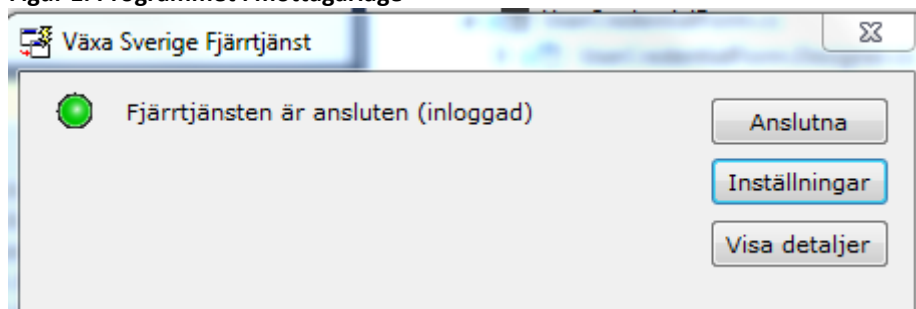 Växa Sverige Fjärrtjänst
Fjärrtjänsten är ansluten (inloggad)
Anslutna
Inställningar
Visa detaljer